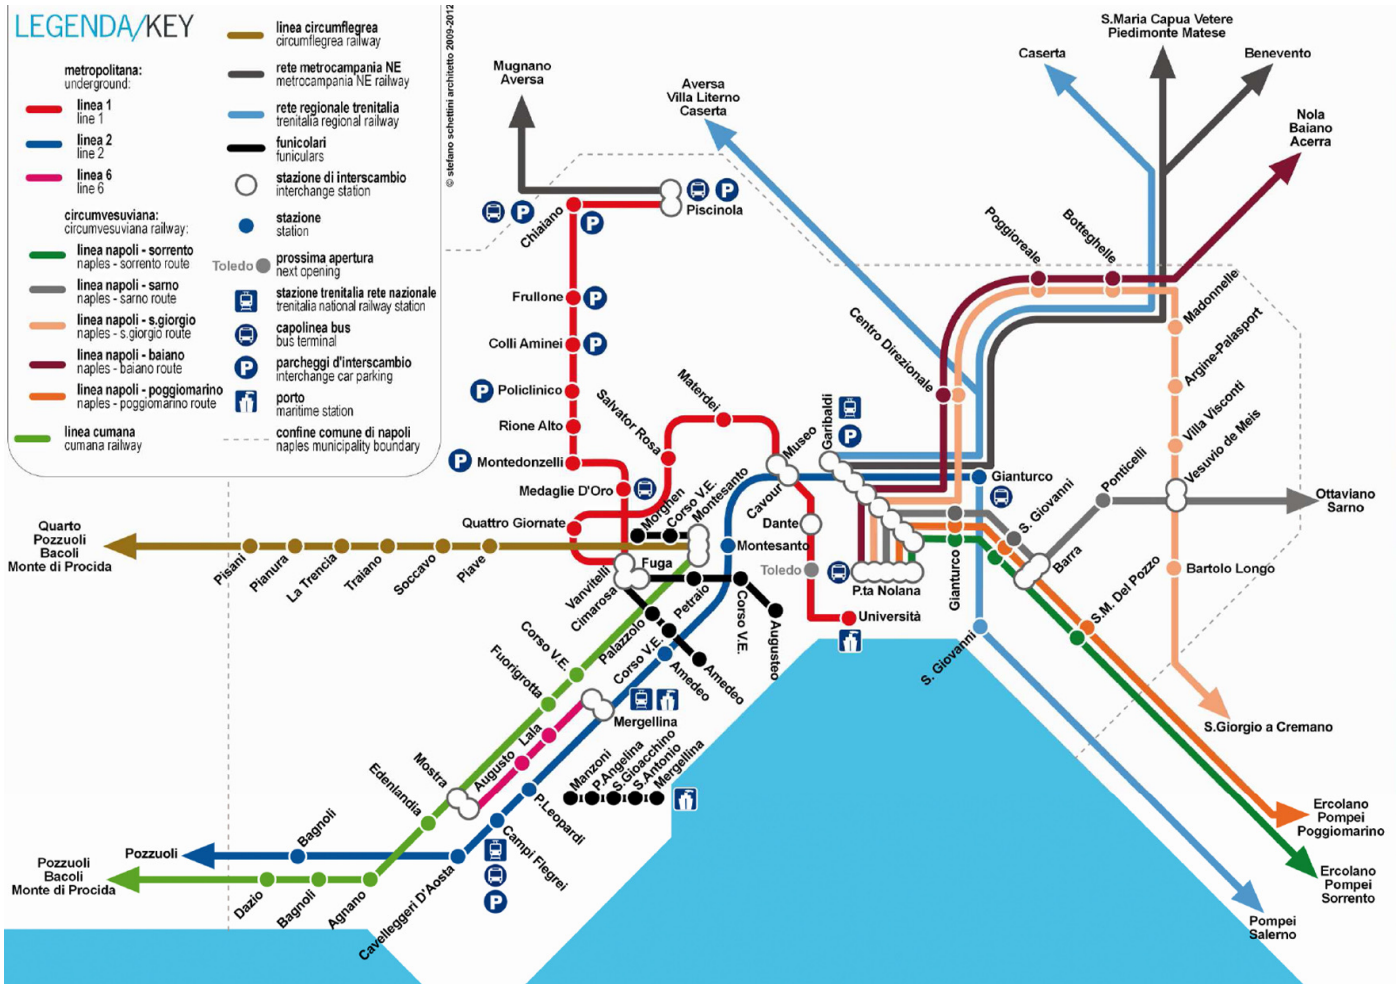 LEGENDA/KEY
metropolitana:
underground:
linea 1
line 1
linea 2
line 2
linea 6
line 6
circumvesuviana:
circumvesuviana railway:
linea napoli - sorrento
naples - sorrento route
linea napoli - sarno
naples - sarno route
linea napoli - s.giorgio
naples - s.giorgio route
linea napoli - baiano
naples - baiano route
linea napoli - poggiomarino
naples - poggiomarino route
linea cumana
cumana railway
linea circumflegrea
circumflegrea railway
rete metrocampania NE
metrocampania NE railway
rete regionale trenitalia
trenitalia regional railway
funicolari
funiculars
stazione di interscambio
interchange station
stazione
station
Toledo
prossima apertura
next opening
stazione trenitalia rete nazionale
trenitalia national railway station
capolinea bus
bus terminal
P
parcheggi d'interscambio
interchange car parking
porto
maritime station
confine comune di napoli
naples municipality boundary
© stefano schettini architetto 2009-2012
Mugnano
Aversa
Aversa
Villa Literno
Caserta
Caserta
S.Maria Capua Vetere
Piedimonte Matese
Benevento
Nola
Baiano
Acerra
P
Piscinola
P
Chiaiano
P
Frullone
P
Colli Aminei
P
P
Policlinico
Rione Alto
P
Montedonzelli
Medaglie D'Oro
Quattro Giornate
Salvator Rosa
Materdei
Museo
Cavour
Dante
Toledo
Università
Garibaldi
P
Centro Direzionale
Poggioreale
Botteghelle
Madonnelle
Argine-Palasport
Villa Visconti
Vesuvio de Meis
Ponticelli
S. Giovanni
Gianturco
Ottaviano
Sarno
Barra
Bartolo Longo
S.M. Del Pozzo
Gianturco
P.ta Nolana
S. Giovanni
S.Giorgio a Cremano
Ercolano
Pompei
Poggiomarino
Ercolano
Pompei
Sorrento
Pompei
Salerno
Quarto
Pozzuoli
Bacoli
Monte di Procida
Pisani
Pianura
La Trencia
Traiano
Soccavo
Piave
Morghen
Corso V.E.
Montesanto
Montesanto
Vanvitelli
Cimarosa
Fuga
Petraio
Corso V.E.
Augusteo
Palazzolo
Corso V.E.
Amedeo
Amedeo
Corso V.E.
Fuorigrotta
Mergellina
Lala
Augusto
Mostra
Edenlandia
Manzoni
P.Angelina
S.Gioacchino
S.Antonio
Mergellina
P.Leopardi
Campi Flegrei
P
Cavelleggeri D'Aosta
Bagnoli
Pozzuoli
Pozzuoli
Bacoli
Monte di Procida
Dazio
Bagnoli
Agnano